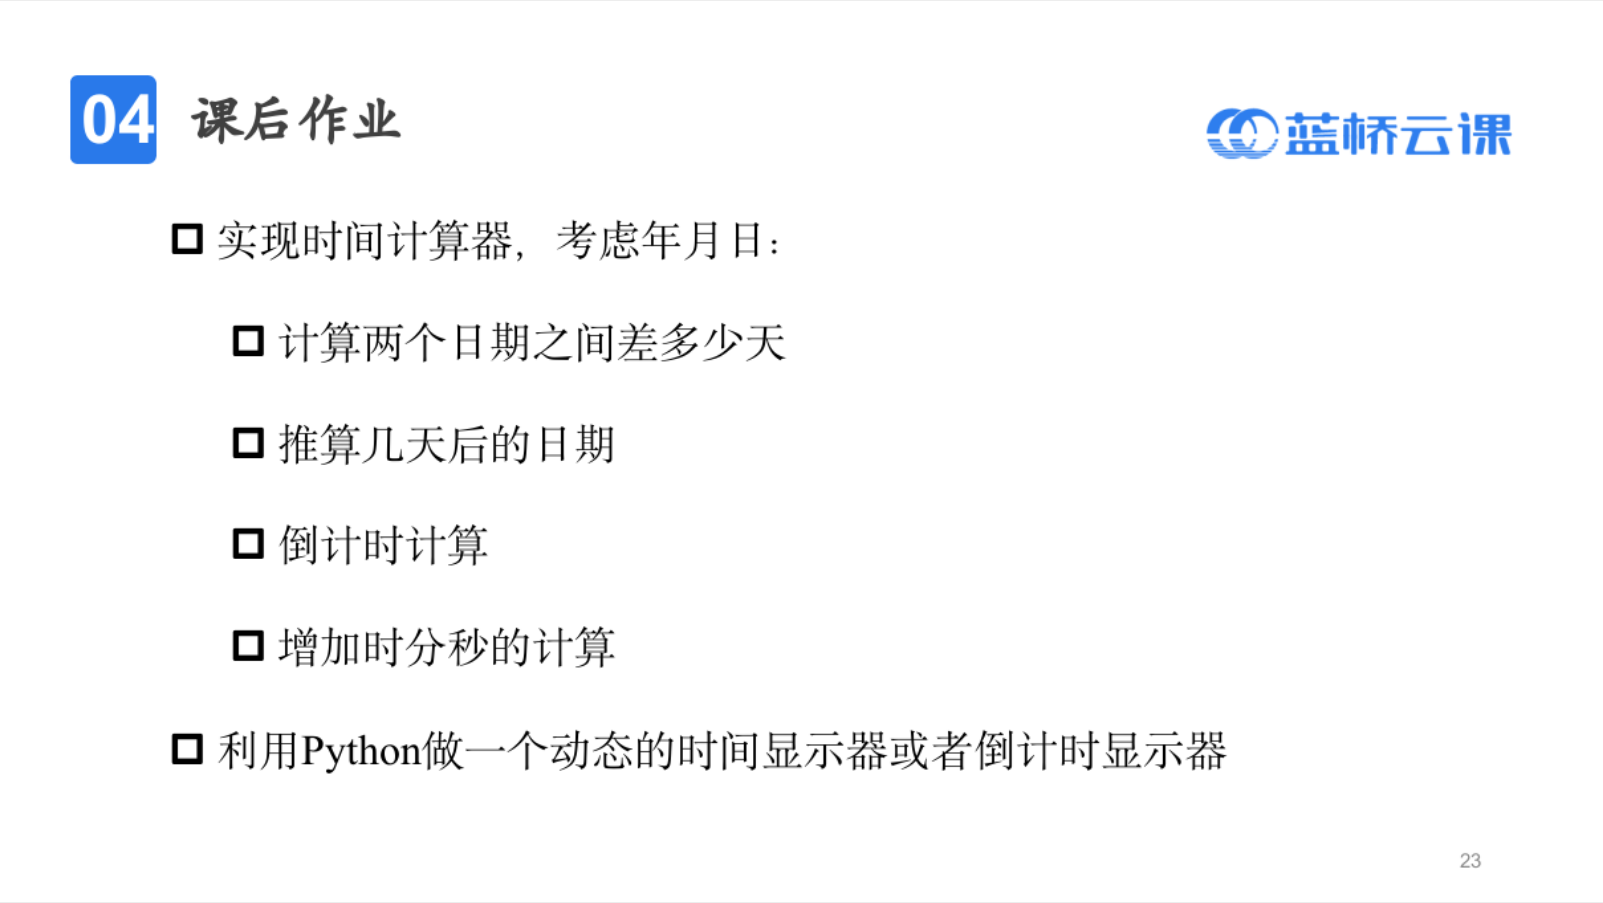 04 课后作业
蓝桥云课
实现时间计算器，考虑年月日：
计算两个日期之间差多少天
推算几天后的日期
倒计时计算
增加时分秒的计算
利用Python做一个动态的时间显示器或者倒计时显示器
23